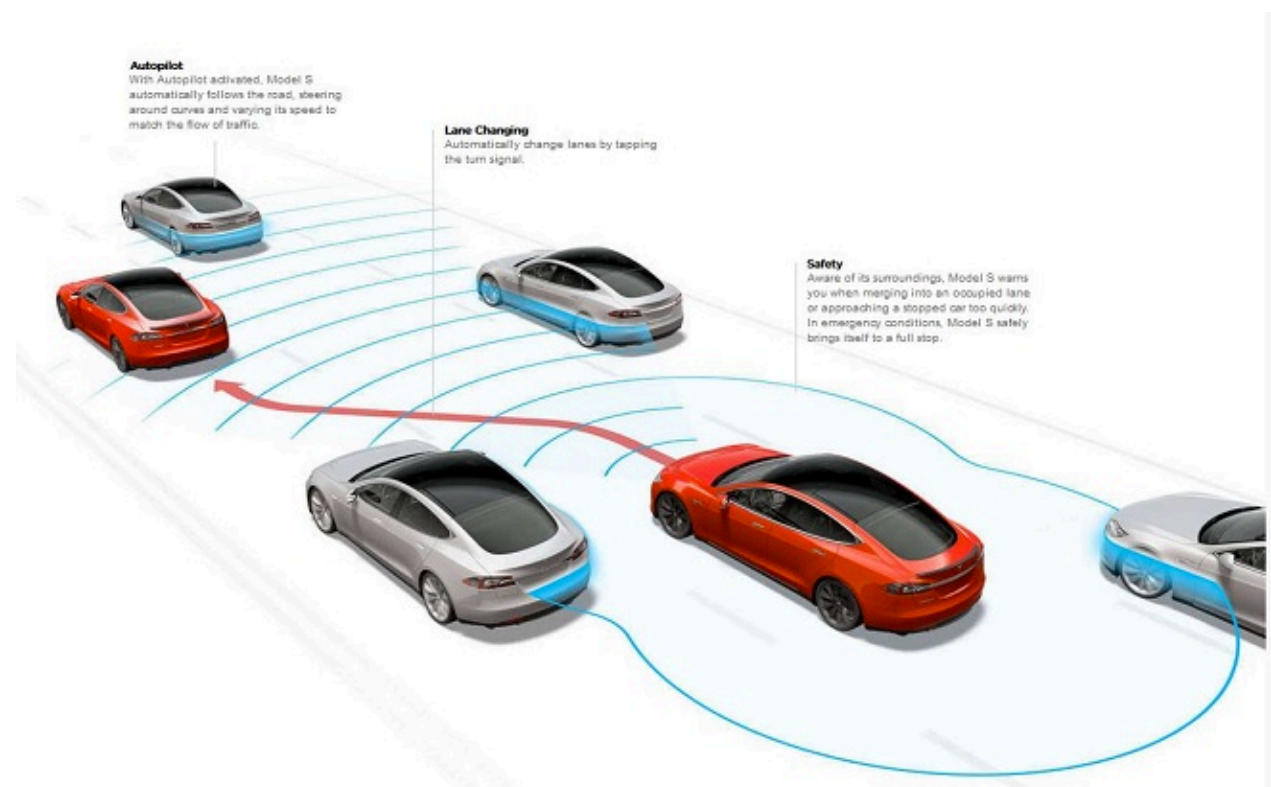 Autopilot
With Autopilot activated, Model S
automatically follows the road, steering
around curves and varying its speed to
match the flow of traffic.
Lane Changing
Automatically change lanes by tapping
the turn signal.
Safety
Aware of its surroundings, Model S warns
you when merging into an occupied lane
or approaching a stopped car too quickly.
In emergency conditions, Model S safely
brings itself to a full stop.